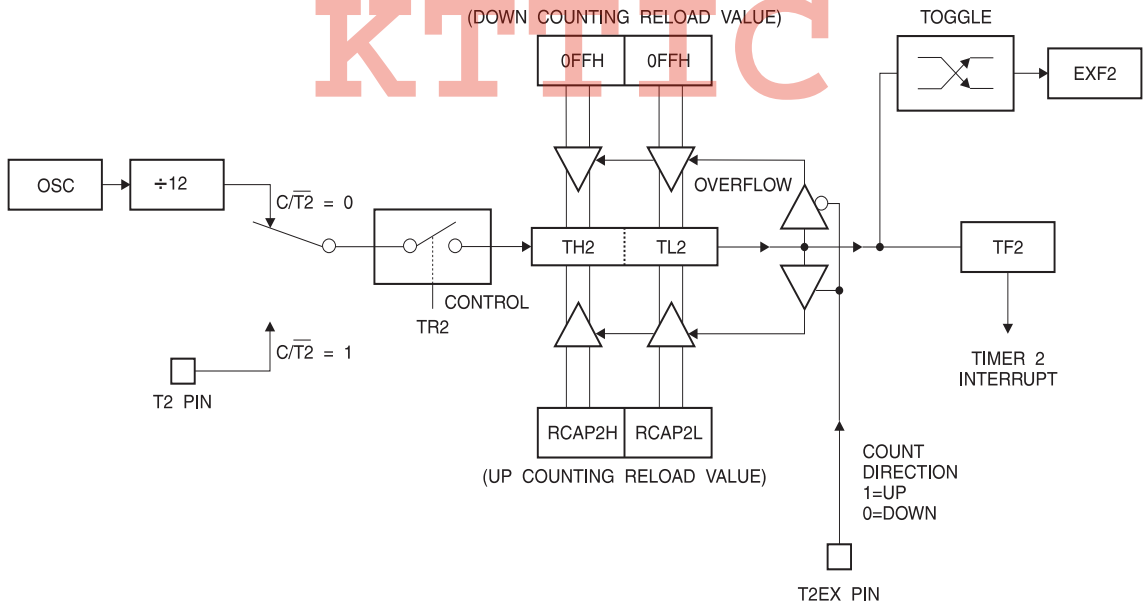 KTTIC
(DOWN COUNTING RELOAD VALUE)
TOGGLE
0FFH 0FFH
EXF2
OSC
÷12
OVERFLOW
C/T2̅ = 0
TH2 TL2
TF2
CONTROL
TR2
C/T2̅ = 1
T2 PIN
TIMER 2
INTERRUPT
RCAP2H RCAP2L
(UP COUNTING RELOAD VALUE)
COUNT
DIRECTION
1=UP
0=DOWN
T2EX PIN